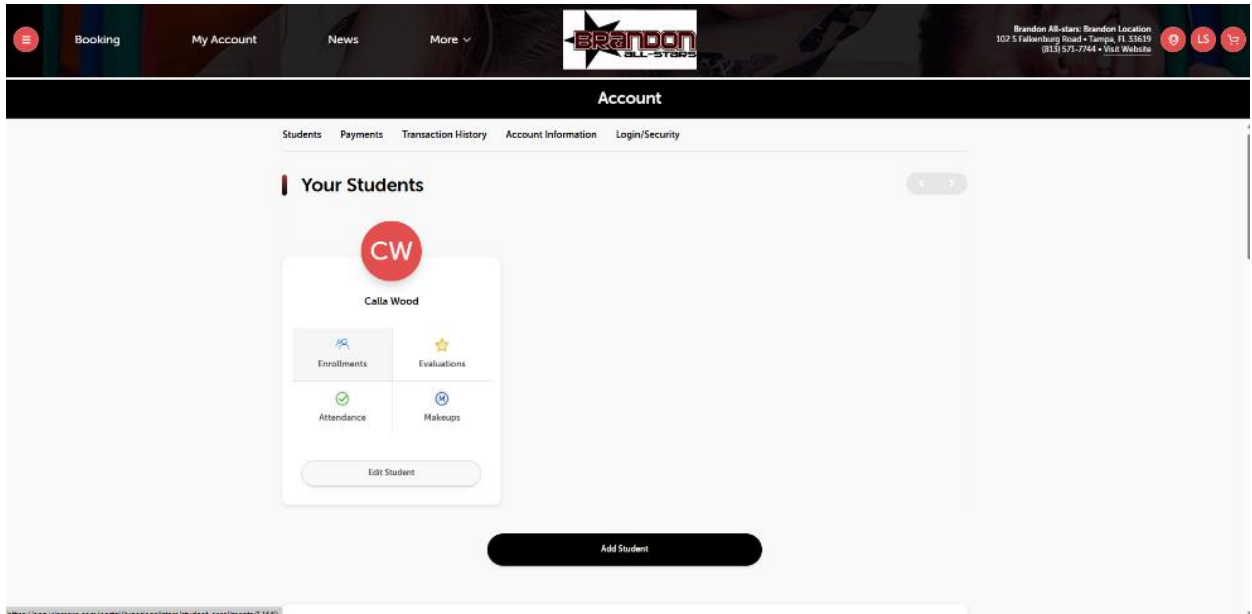 Booking
My Account
News
More
BRANDON
ALL-STARS
Brandon All-stars: Brandon Location
102 S Falkenburg Road • Tampa, FL 33619
(813) 571-7744 • Visit Website
LS
Account
Students Payments Transaction History Account Information Login/Security
Your Students
CW
Calla Wood
Enrollments Evaluations
M
Attendance Makeups
Edit Student
Add Student